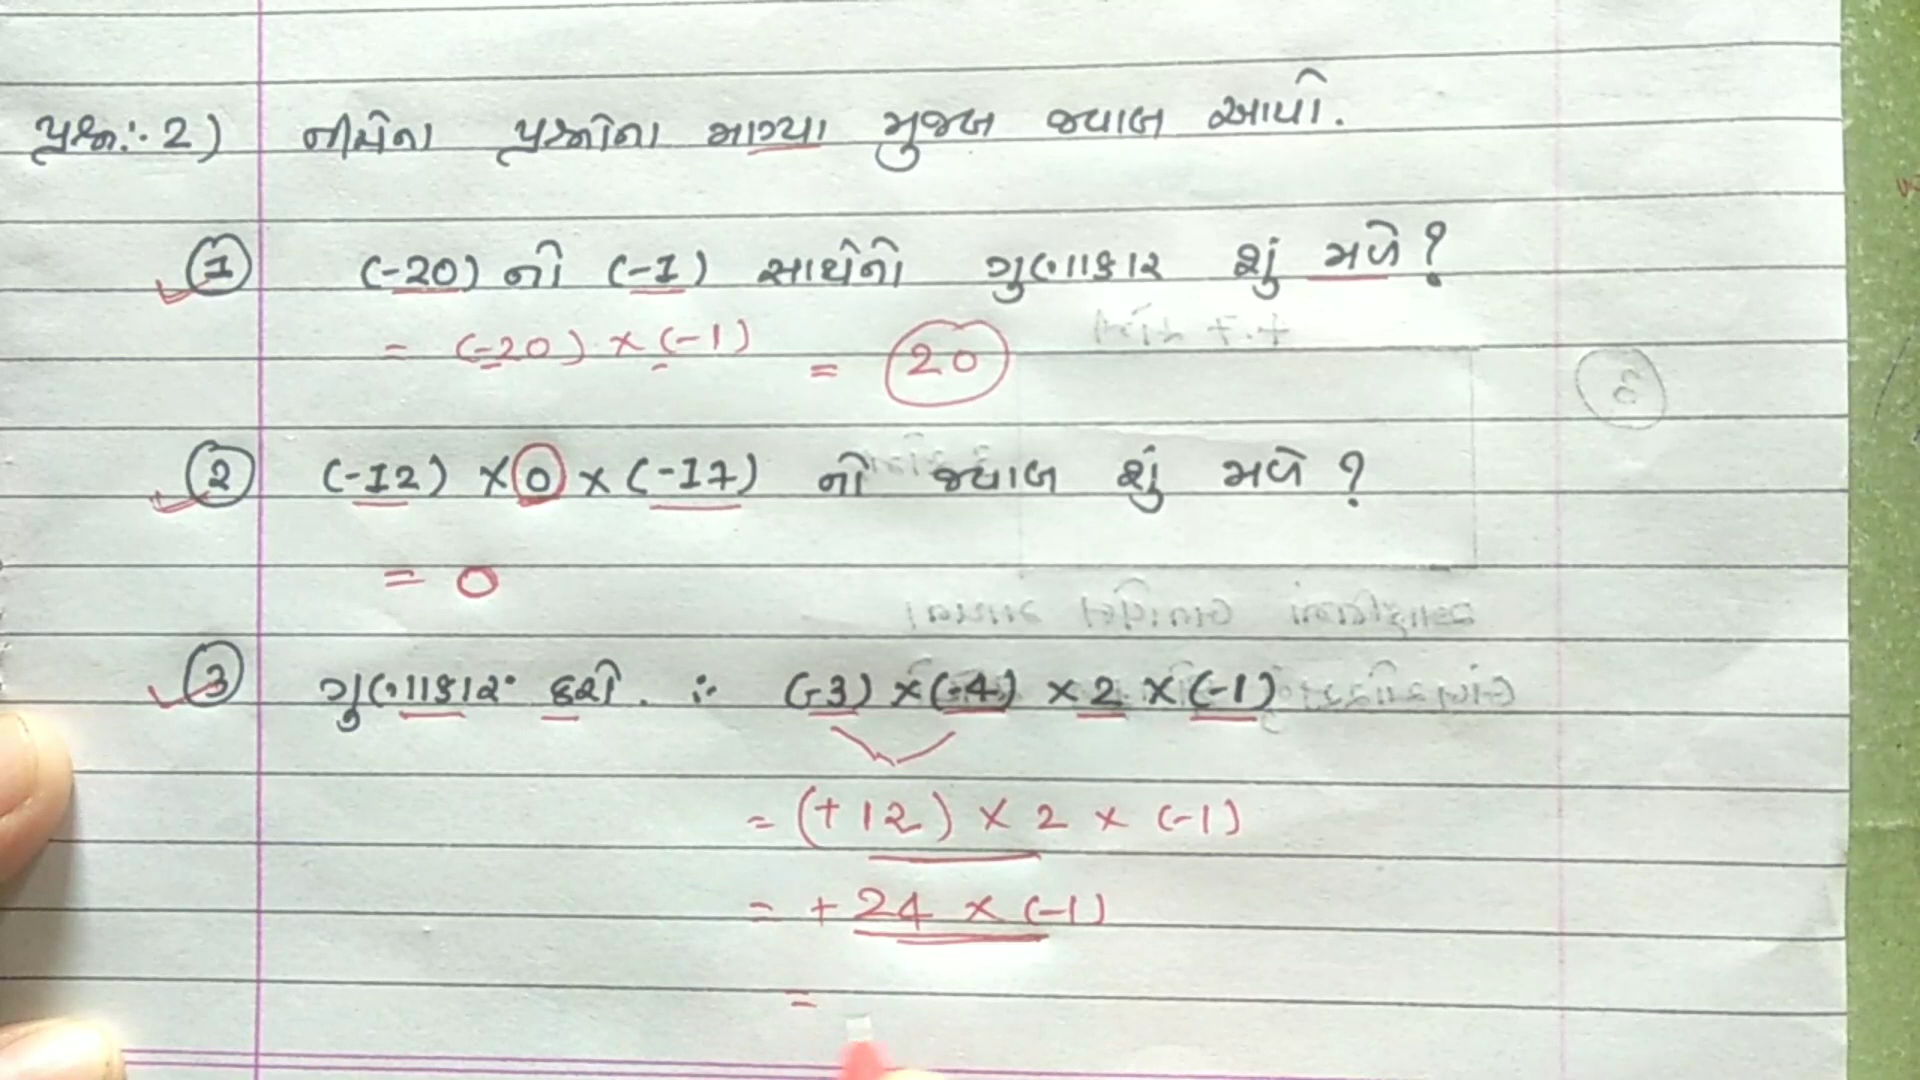 પ્રશ્ન:- 2) નીચેના પ્રશ્નોના માગ્યા મુજબ જવાબ આપો.
1 (-20) નો (-1) સાથેનો ગુણાકાર શું મળે ?
= (-20) × (-1) = 20
2 (-12) × 0 × (-17) નો જવાબ શું મળે ?
= 0
3 ગુણાકાર કરો. :- (-3) × (-4) × 2 × (-1)
= (+12) × 2 × (-1)
= +24 × (-1)
=